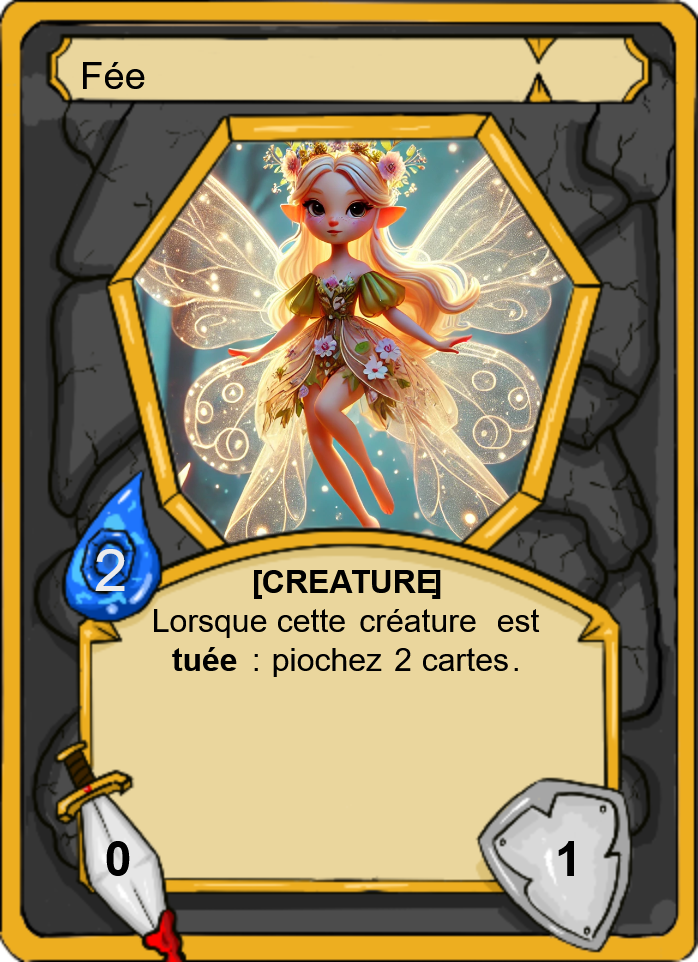 Fée
2
[CREATURE]
Lorsque cette créature est
tuée : piochez 2 cartes.
0
1